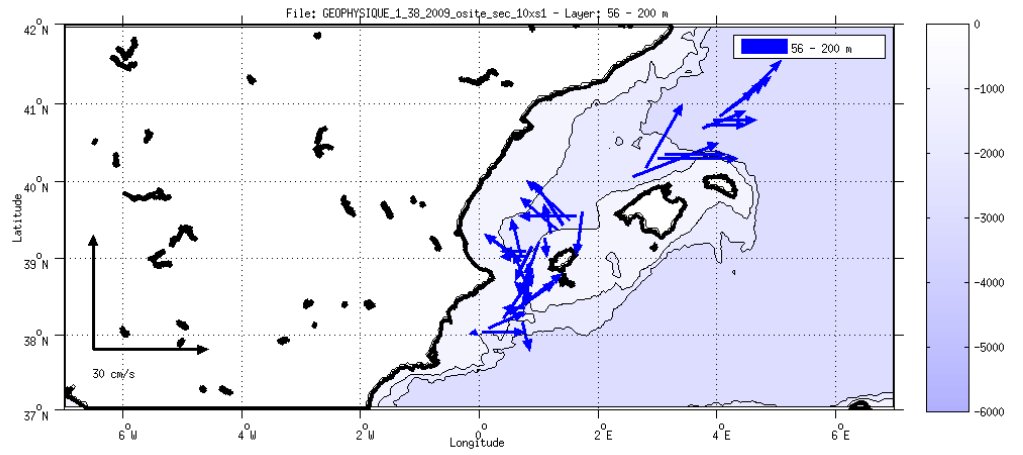 File: GEOPHYSIQUE_1_38_2009_osite_sec_10xs1 - Layer: 56 - 200 m
56 - 200 m
42°N
41°N
40°N
39°N
38°N
37°N
Latitude
30 cm/s
6°W
4°W
2°W
0°
2°E
4°E
6°E
Longitude
0
-1000
-2000
-3000
-4000
-5000
-6000